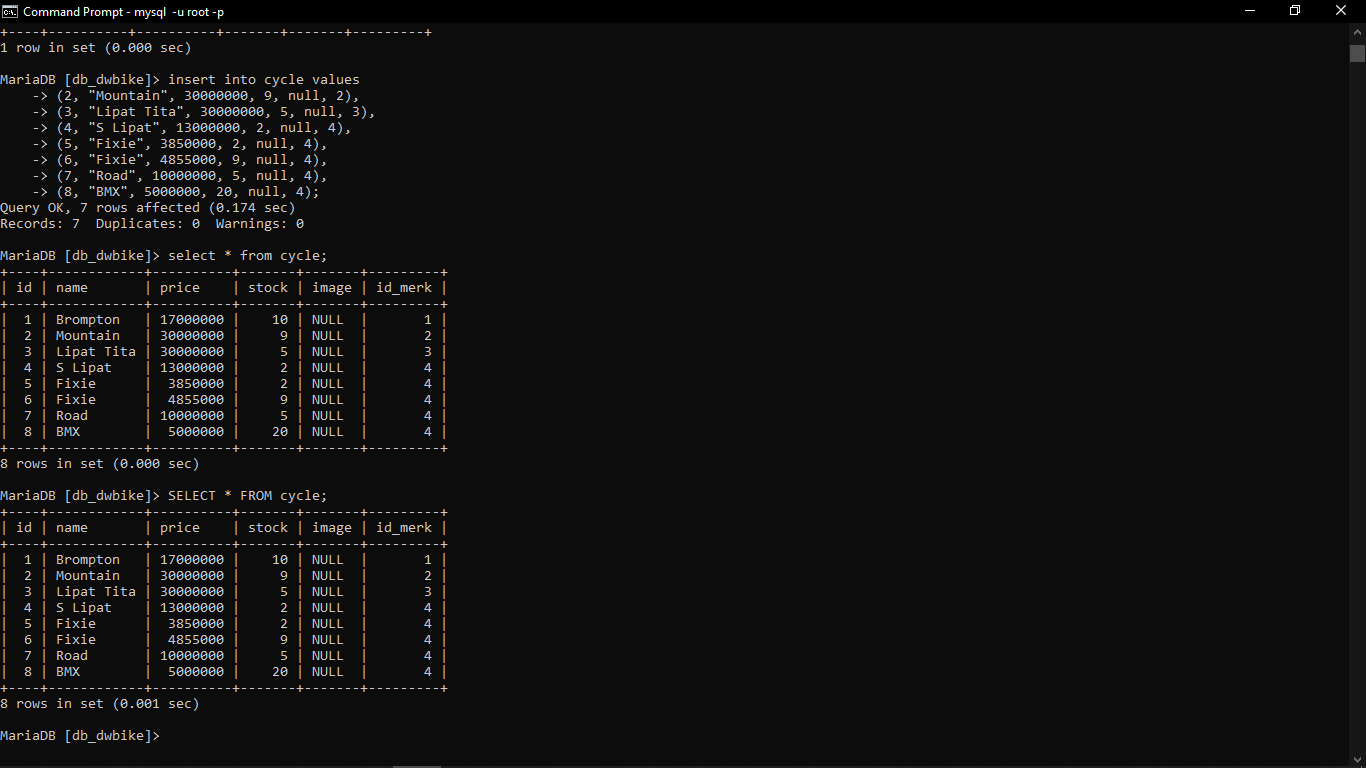 Command Prompt - mysql  -u root -p
+----+----------+----------+-------+-------+---------+
1 row in set (0.000 sec)

MariaDB [db_dwbike]> insert into cycle values
    -> (2, "Mountain", 30000000, 9, null, 2),
    -> (3, "Lipat Tita", 30000000, 5, null, 3),
    -> (4, "S Lipat", 13000000, 2, null, 4),
    -> (5, "Fixie", 3850000, 2, null, 4),
    -> (6, "Fixie", 4855000, 9, null, 4),
    -> (7, "Road", 10000000, 5, null, 4),
    -> (8, "BMX", 5000000, 20, null, 4);
Query OK, 7 rows affected (0.174 sec)
Records: 7  Duplicates: 0  Warnings: 0

MariaDB [db_dwbike]> select * from cycle;
+----+------------+----------+-------+-------+---------+
| id | name       | price    | stock | image | id_merk |
+----+------------+----------+-------+-------+---------+
|  1 | Brompton   | 17000000 |    10 | NULL  |       1 |
|  2 | Mountain   | 30000000 |     9 | NULL  |       2 |
|  3 | Lipat Tita | 30000000 |     5 | NULL  |       3 |
|  4 | S Lipat    | 13000000 |     2 | NULL  |       4 |
|  5 | Fixie      |  3850000 |     2 | NULL  |       4 |
|  6 | Fixie      |  4855000 |     9 | NULL  |       4 |
|  7 | Road       | 10000000 |     5 | NULL  |       4 |
|  8 | BMX        |  5000000 |    20 | NULL  |       4 |
+----+------------+----------+-------+-------+---------+
8 rows in set (0.000 sec)

MariaDB [db_dwbike]> SELECT * FROM cycle;
+----+------------+----------+-------+-------+---------+
| id | name       | price    | stock | image | id_merk |
+----+------------+----------+-------+-------+---------+
|  1 | Brompton   | 17000000 |    10 | NULL  |       1 |
|  2 | Mountain   | 30000000 |     9 | NULL  |       2 |
|  3 | Lipat Tita | 30000000 |     5 | NULL  |       3 |
|  4 | S Lipat    | 13000000 |     2 | NULL  |       4 |
|  5 | Fixie      |  3850000 |     2 | NULL  |       4 |
|  6 | Fixie      |  4855000 |     9 | NULL  |       4 |
|  7 | Road       | 10000000 |     5 | NULL  |       4 |
|  8 | BMX        |  5000000 |    20 | NULL  |       4 |
+----+------------+----------+-------+-------+---------+
8 rows in set (0.001 sec)

MariaDB [db_dwbike]>